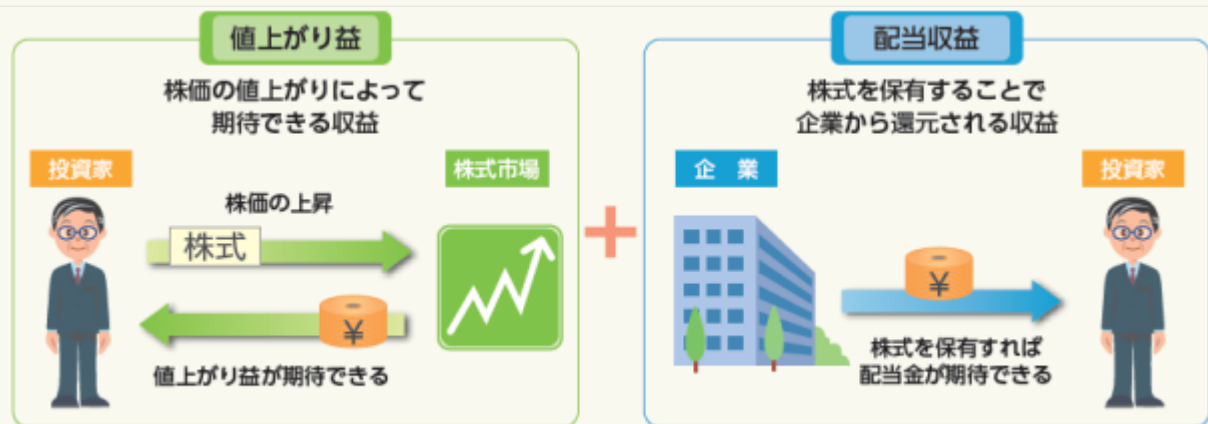 値上がり益
株価の値上がりによって
期待できる収益
投資家
株式市場
株価の上昇
株式
¥
値上がり益が期待できる
+
配当収益
株式を保有することで
企業から還元される収益
企業
投資家
¥
株式を保有すれば
配当金が期待できる